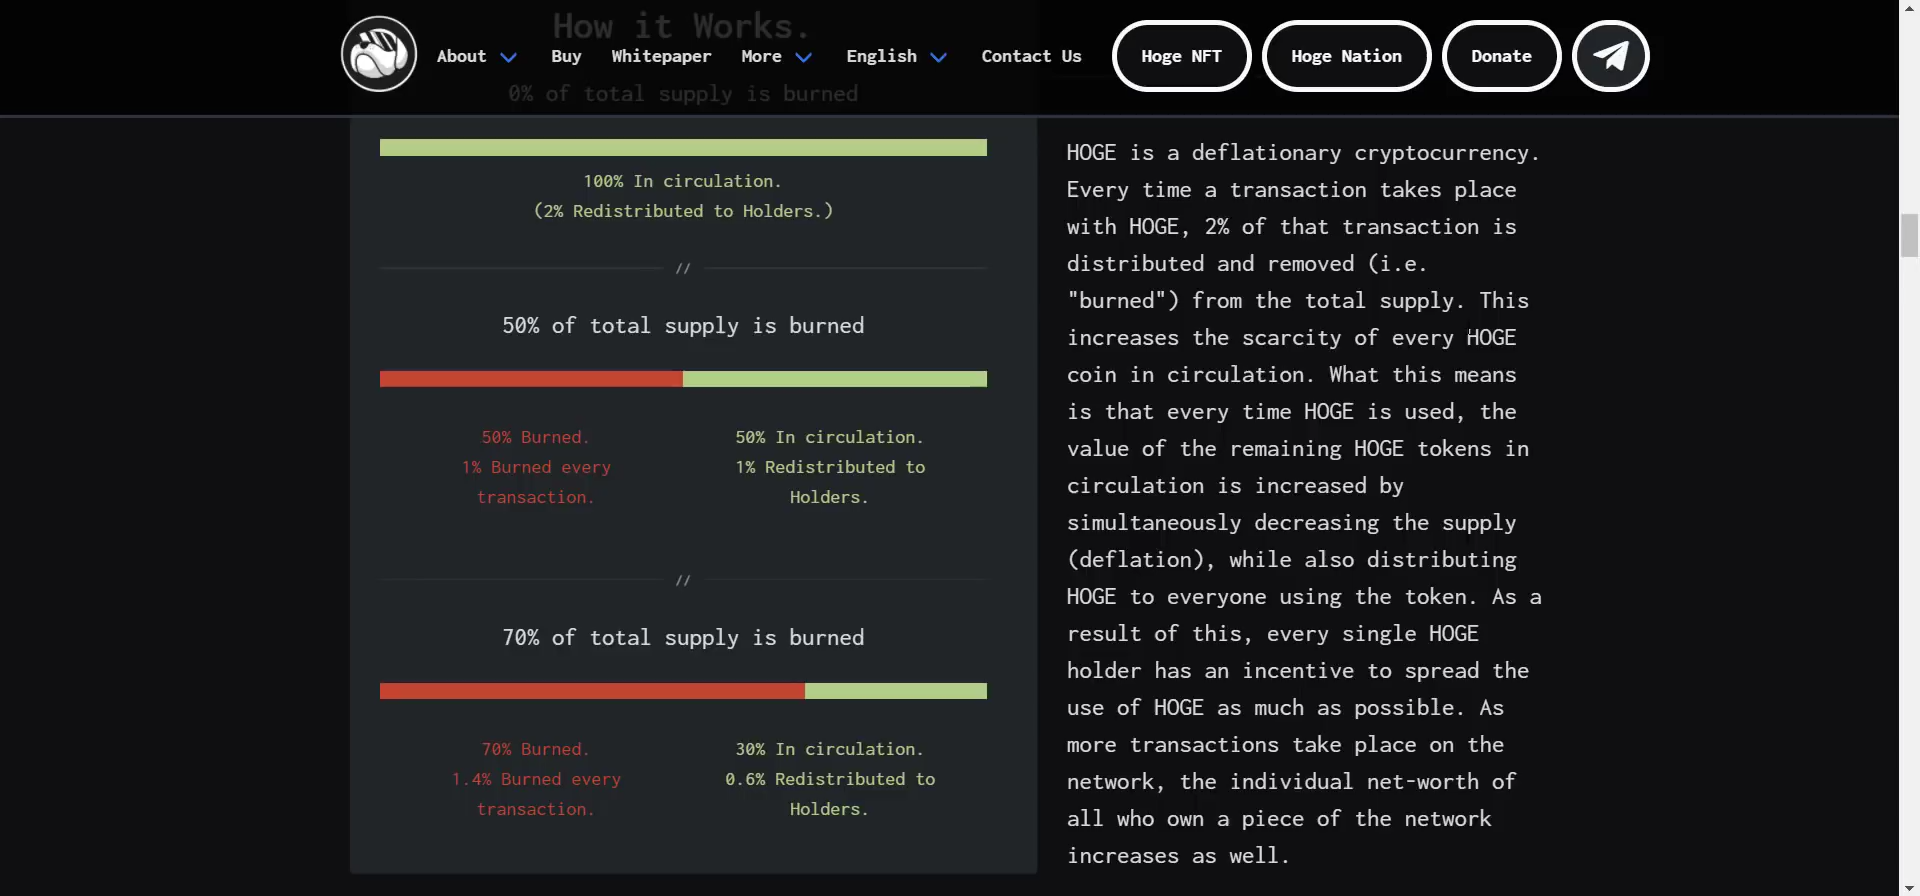 How it Works.
About Buy Whitepaper More English Contact Us Hoge NFT Hoge Nation Donate
0% of total supply is burned
100% In circulation.
(2% Redistributed to Holders.)
//
50% of total supply is burned
50% Burned.
1% Burned every
transaction.
50% In circulation.
1% Redistributed to
Holders.
//
70% of total supply is burned
70% Burned.
1.4% Burned every
transaction.
30% In circulation.
0.6% Redistributed to
Holders.
HOGE is a deflationary cryptocurrency.
Every time a transaction takes place
with HOGE, 2% of that transaction is
distributed and removed (i.e.
"burned") from the total supply. This
increases the scarcity of every HOGE
coin in circulation. What this means
is that every time HOGE is used, the
value of the remaining HOGE tokens in
circulation is increased by
simultaneously decreasing the supply
(deflation), while also distributing
HOGE to everyone using the token. As a
result of this, every single HOGE
holder has an incentive to spread the
use of HOGE as much as possible. As
more transactions take place on the
network, the individual net-worth of
all who own a piece of the network
increases as well.